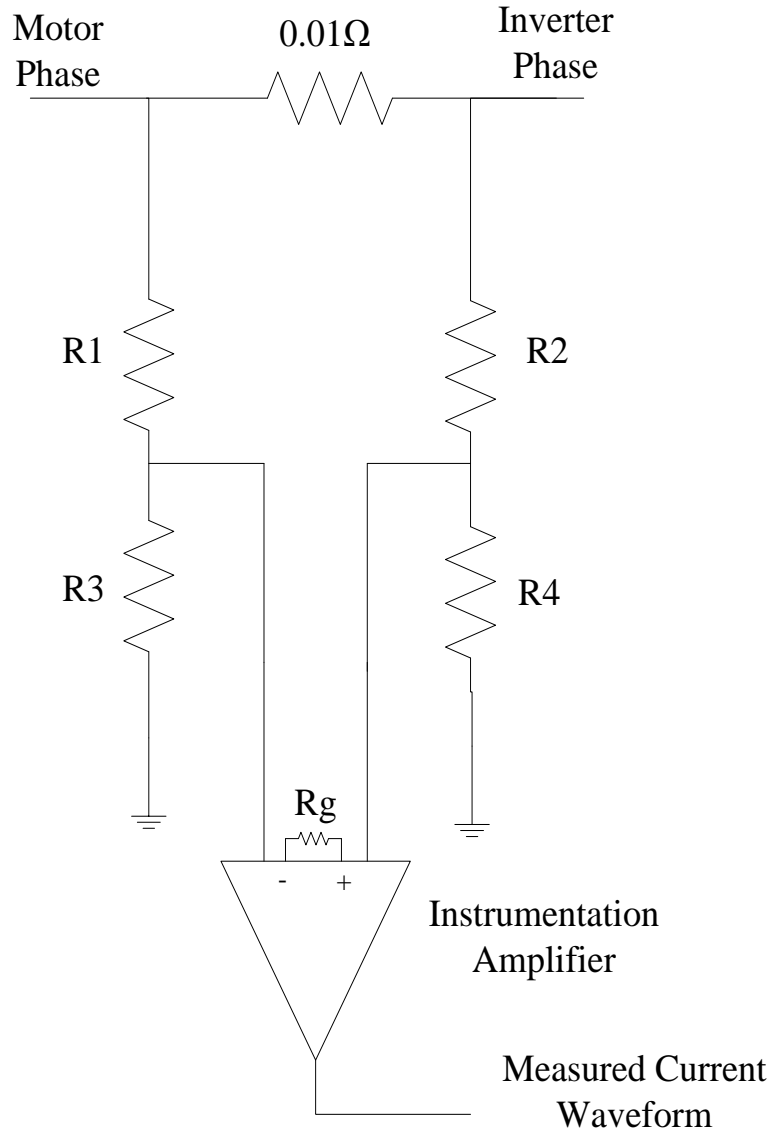 Motor
Phase
0.01Ω
Inverter
Phase
R1
R2
R3
R4
Rg
-
+
Instrumentation
Amplifier
Measured Current
Waveform